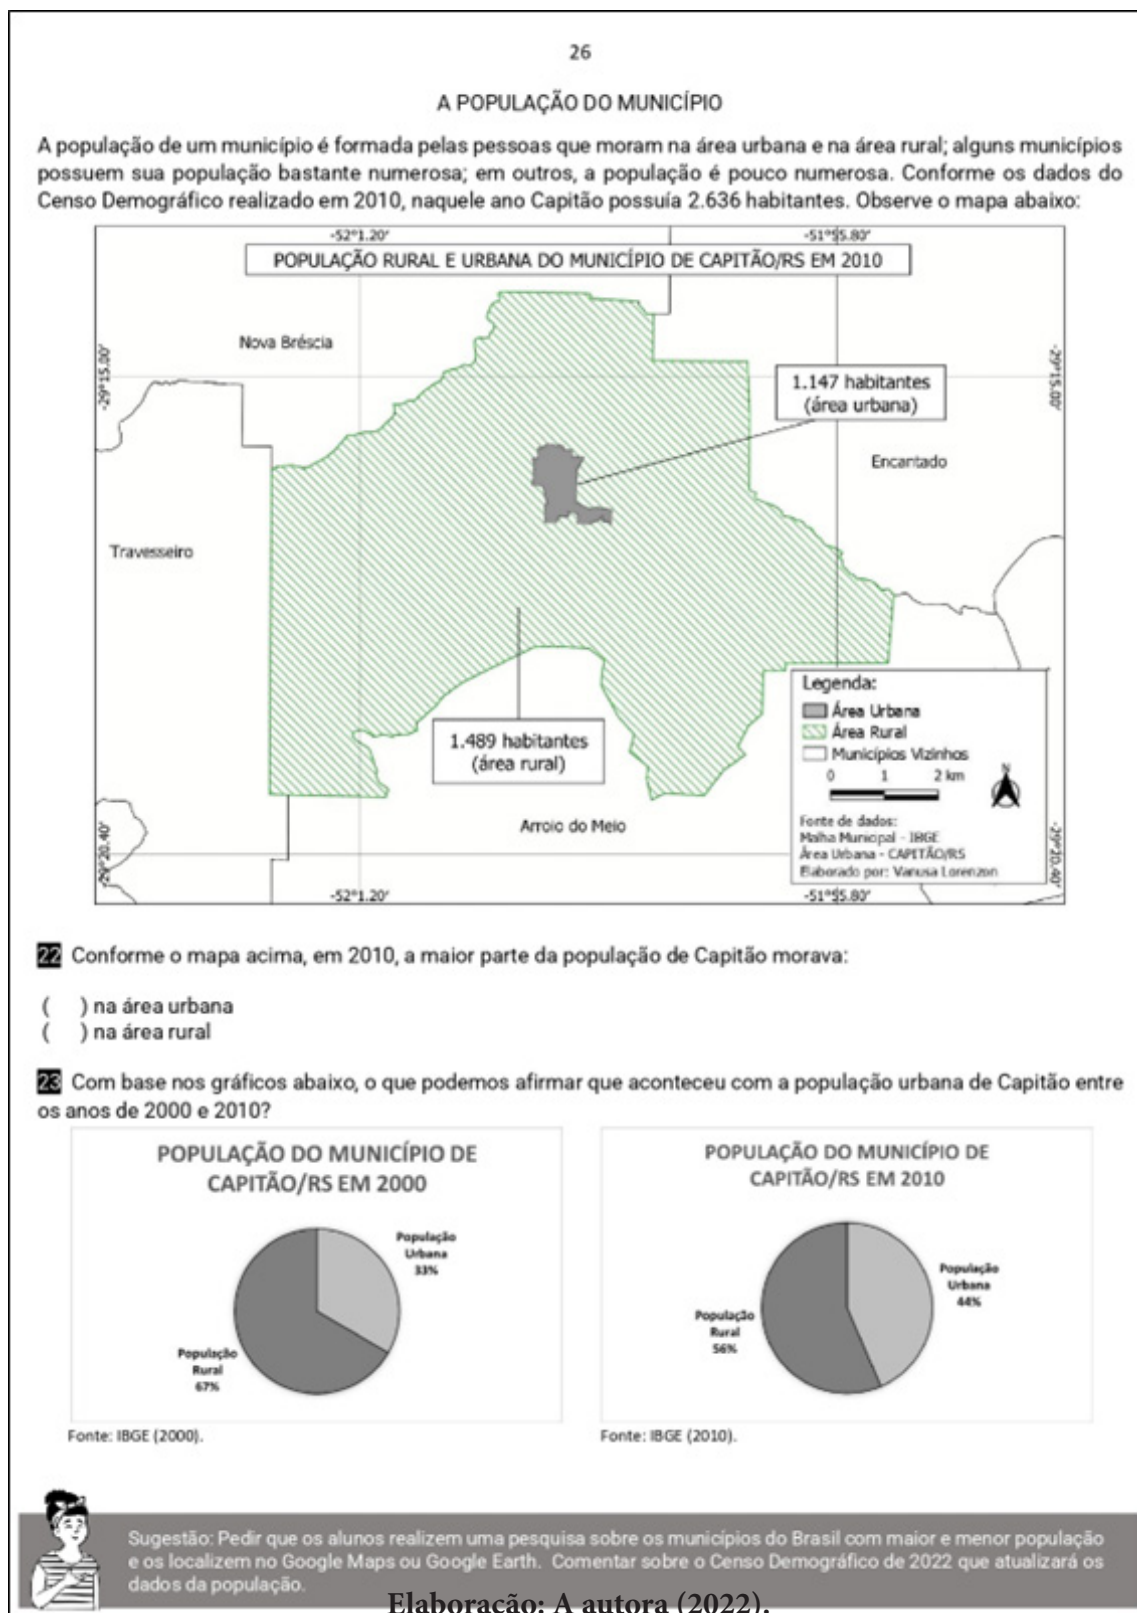 26
A POPULAÇÃO DO MUNICÍPIO
A população de um município é formada pelas pessoas que moram na área urbana e na área rural; alguns municípios
possuem sua população bastante numerosa; em outros, a população é pouco numerosa. Conforme os dados do
Censo Demográfico realizado em 2010, naquele ano Capitão possuía 2.636 habitantes. Observe o mapa abaixo:
-52°1.20'
-51°55.80'
POPULAÇÃO RURAL E URBANA DO MUNICÍPIO DE CAPITÃO/RS EM 2010
Nova Bréscia
-29°15.00'
-29°15.00'
1.147 habitantes
(área urbana)
Encantado
Travesseiro
1.489 habitantes
(área rural)
Arroio do Meio
Legenda:
Área Urbana
Área Rural
Municípios Vizinhos
0 1 2 km
N
Fonte de dados:
Malha Municipal - IBGE
Área Urbana - CAPITÃO/RS
Elaborado por: Vanusa Lorenzon
-29°20.40'
-29°20.40'
-52°1.20'
-51°55.80'
22 Conforme o mapa acima, em 2010, a maior parte da população de Capitão morava:
( ) na área urbana
( ) na área rural
23 Com base nos gráficos abaixo, o que podemos afirmar que aconteceu com a população urbana de Capitão entre
os anos de 2000 e 2010?
POPULAÇÃO DO MUNICÍPIO DE
CAPITÃO/RS EM 2000
População
Urbana
33%
População
Rural
67%
Fonte: IBGE (2000).
POPULAÇÃO DO MUNICÍPIO DE
CAPITÃO/RS EM 2010
População
Urbana
44%
População
Rural
56%
Fonte: IBGE (2010).
Sugestão: Pedir que os alunos realizem uma pesquisa sobre os municípios do Brasil com maior e menor população
e os localizem no Google Maps ou Google Earth. Comentar sobre o Censo Demográfico de 2022 que atualizará os
dados da população.
Elaboração: A autora (2022).